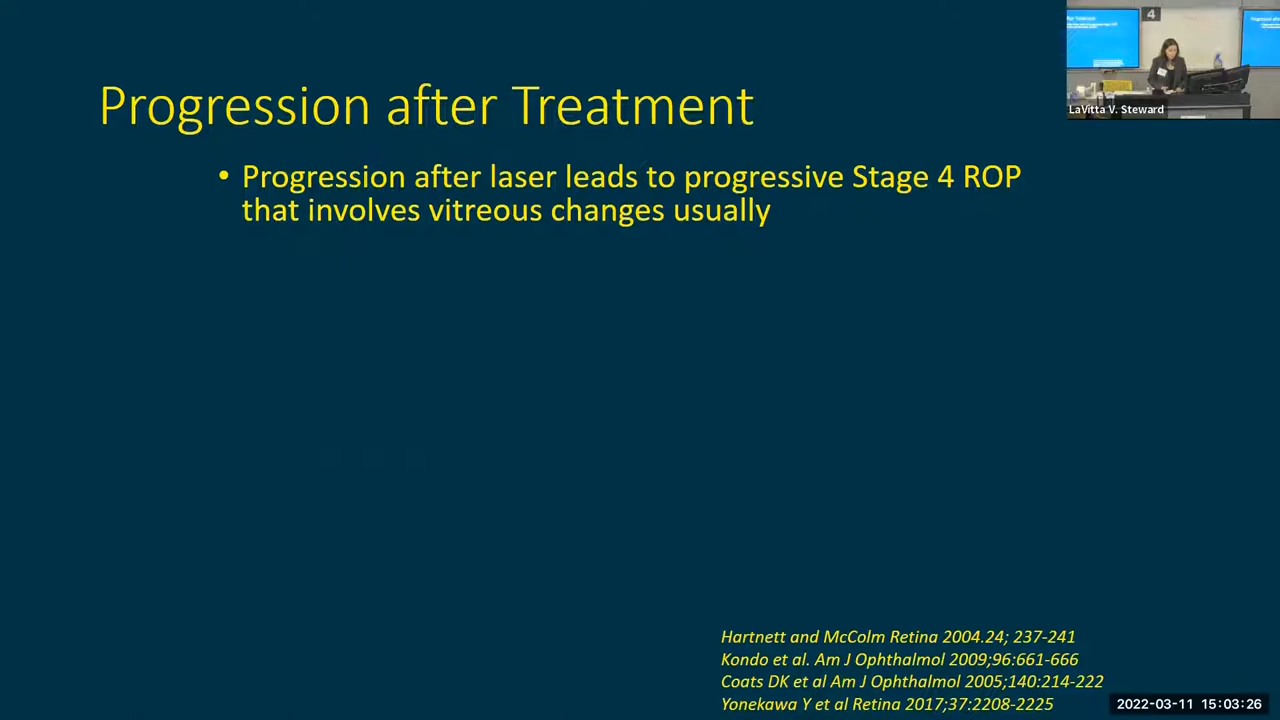 Progression after Treatment
• Progression after laser leads to progressive Stage 4 ROP
that involves vitreous changes usually
Hartnett and McColm Retina 2004.24; 237-241
Kondo et al. Am J Ophthalmol 2009;96:661-666
Coats DK et al Am J Ophthalmol 2005;140:214-222
Yonekawa Y et al Retina 2017;37:2208-2225
4
LaVitta V. Steward
2022-03-11 15:03:26